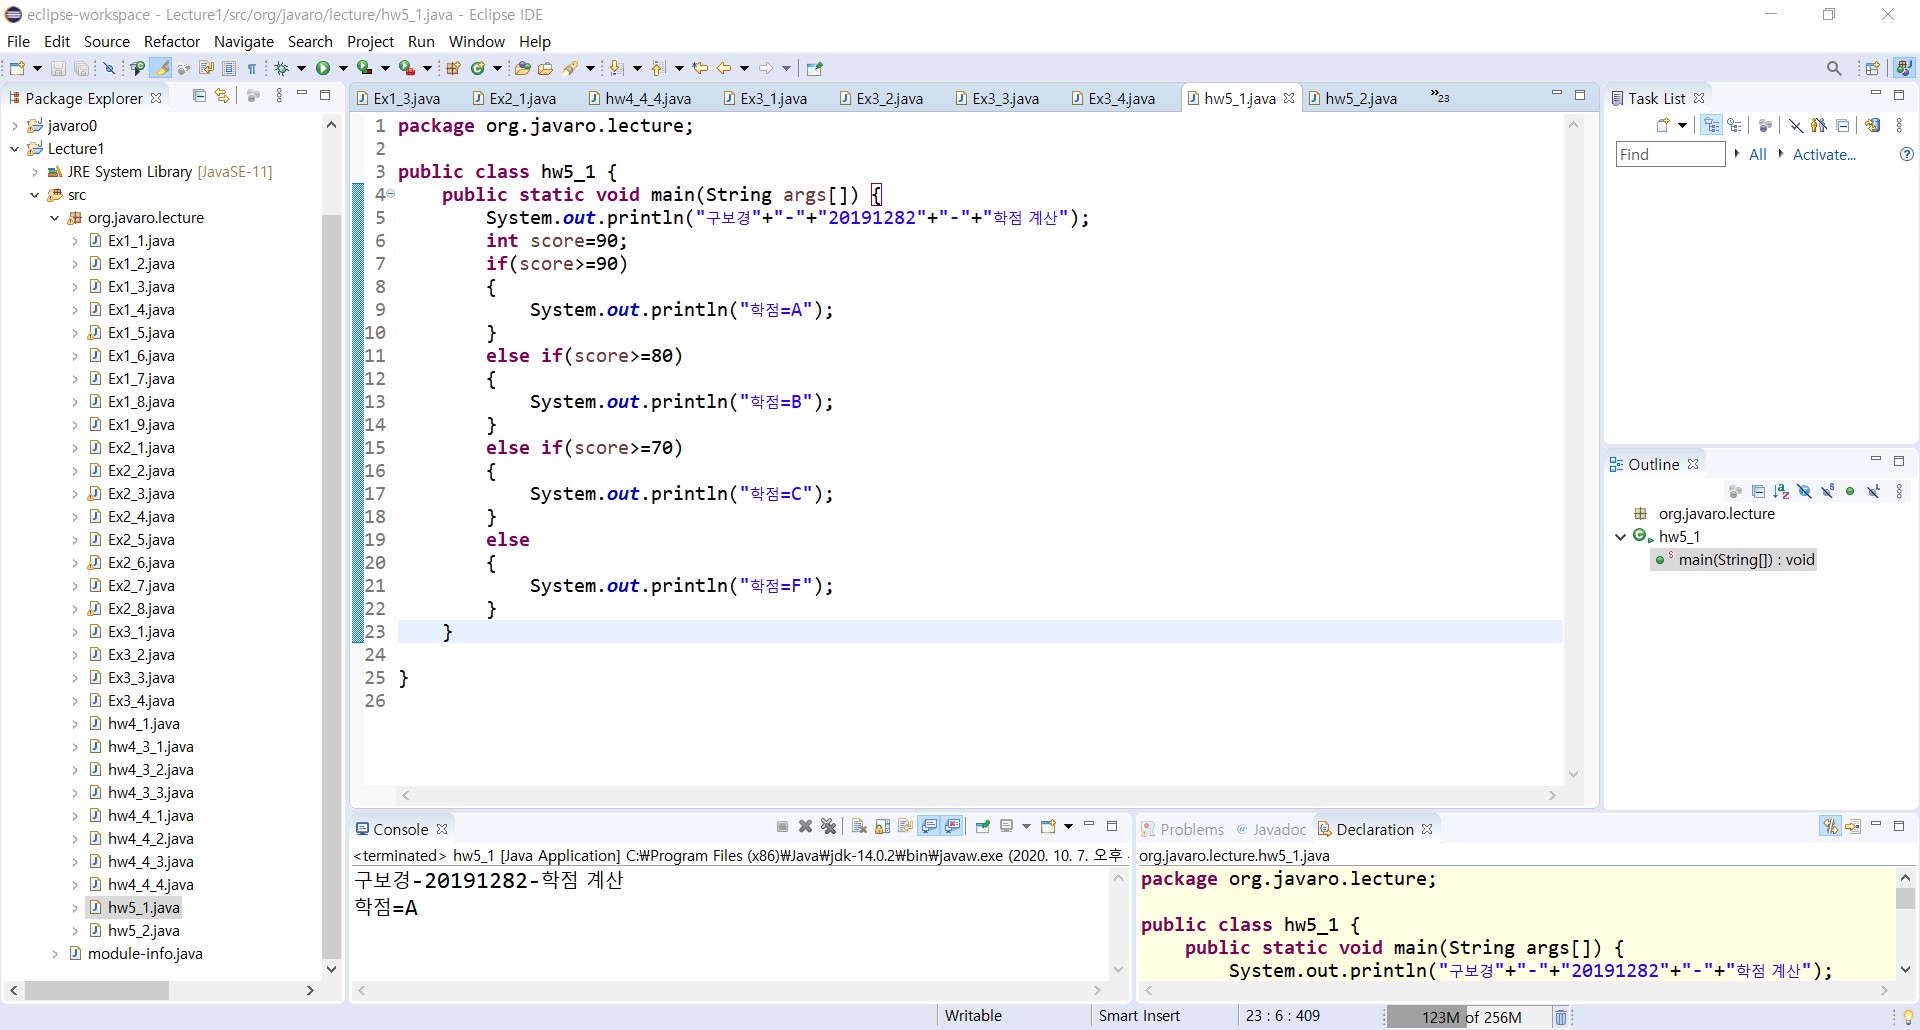 eclipse-workspace - Lecture1/src/org/javaro/lecture/hw5_1.java - Eclipse IDE
File Edit Source Refactor Navigate Search Project Run Window Help
Package Explorer
javaro0
Lecture1
JRE System Library [JavaSE-11]
src
org.javaro.lecture
Ex1_1.java
Ex1_2.java
Ex1_3.java
Ex1_4.java
Ex1_5.java
Ex1_6.java
Ex1_7.java
Ex1_8.java
Ex1_9.java
Ex2_1.java
Ex2_2.java
Ex2_3.java
Ex2_4.java
Ex2_5.java
Ex2_6.java
Ex2_7.java
Ex2_8.java
Ex3_1.java
Ex3_2.java
Ex3_3.java
Ex3_4.java
hw4_1.java
hw4_3_1.java
hw4_3_2.java
hw4_3_3.java
hw4_4_1.java
hw4_4_2.java
hw4_4_3.java
hw4_4_4.java
hw5_1.java
hw5_2.java
module-info.java
Ex1_3.java Ex2_1.java hw4_4_4.java Ex3_1.java Ex3_2.java Ex3_3.java Ex3_4.java hw5_1.java hw5_2.java »23
1 package org.javaro.lecture;
2
3 public class hw5_1 {
4 public static void main(String args[]) {
5 System.out.println("구보경"+"-"+"20191282"+"-"+"학점 계산");
6 int score=90;
7 if(score>=90)
8 {
9 System.out.println("학점=A");
10 }
11 else if(score>=80)
12 {
13 System.out.println("학점=B");
14 }
15 else if(score>=70)
16 {
17 System.out.println("학점=C");
18 }
19 else
20 {
21 System.out.println("학점=F");
22 }
23 }
24
25 }
26
Task List
Find All Activate...
Outline
org.javaro.lecture
hw5_1
main(String[]) : void
Console
<terminated> hw5_1 [Java Application] C:₩Program Files (x86)₩Java₩jdk-14.0.2₩bin₩javaw.exe (2020. 10. 7. 오후
구보경-20191282-학점 계산
학점=A
Problems @ Javadoc Declaration
org.javaro.lecture.hw5_1.java
package org.javaro.lecture;
public class hw5_1 {
public static void main(String args[]) {
System.out.println("구보경"+"-"+"20191282"+"-"+"학점 계산");
Writable Smart Insert 23 : 6 : 409 123M of 256M